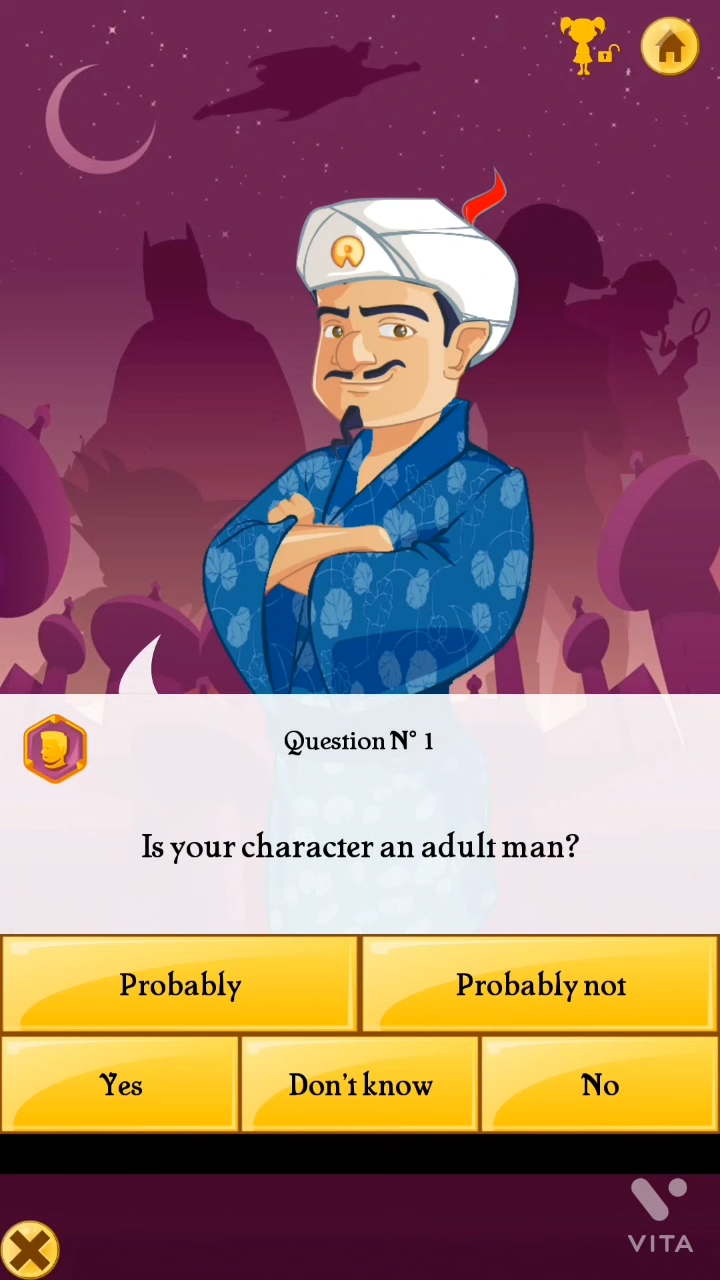 Question N° 1
Is your character an adult man?
Probably
Probably not
Yes
Don't know
No
VITA